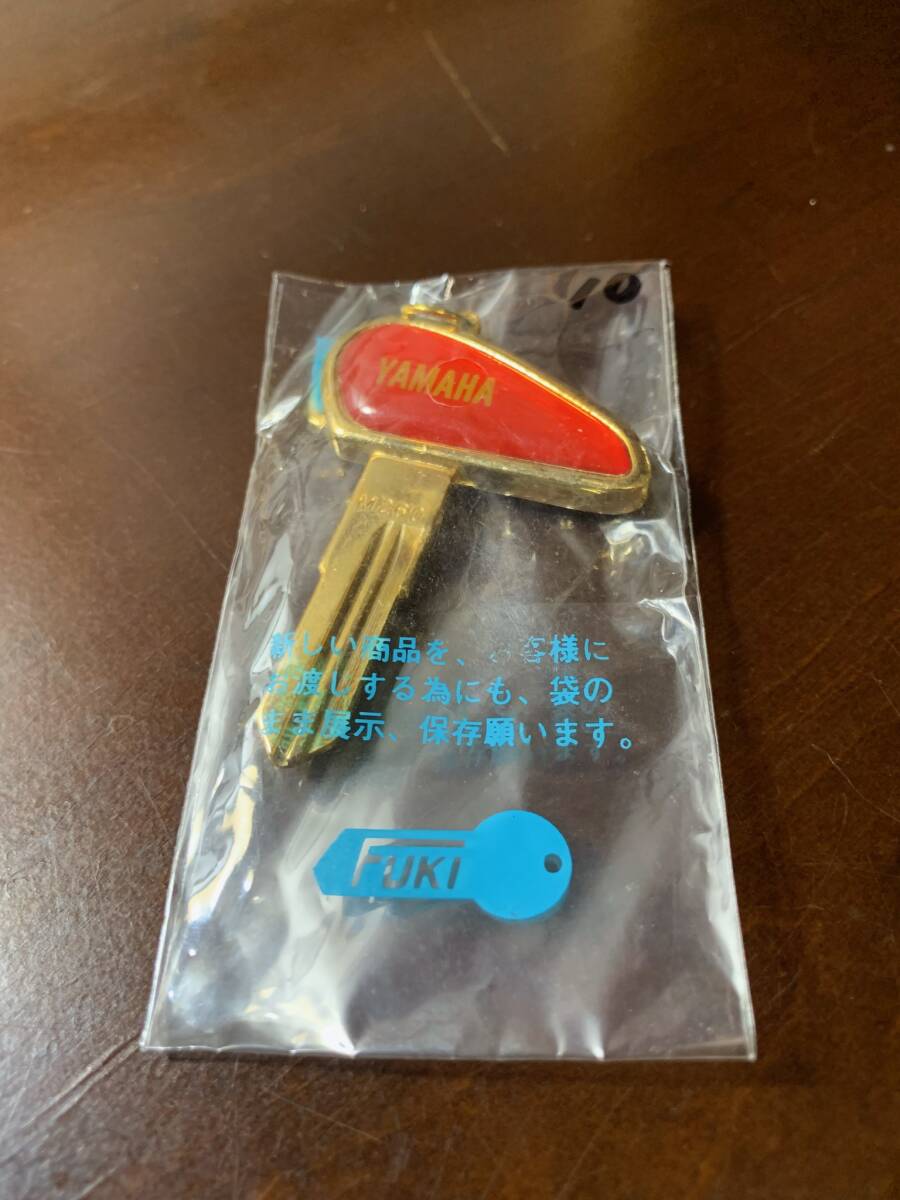 YAMAHA
新しい商品を、お客様に
お渡しする為にも、袋の
まま展示、保存願います。
FUKI